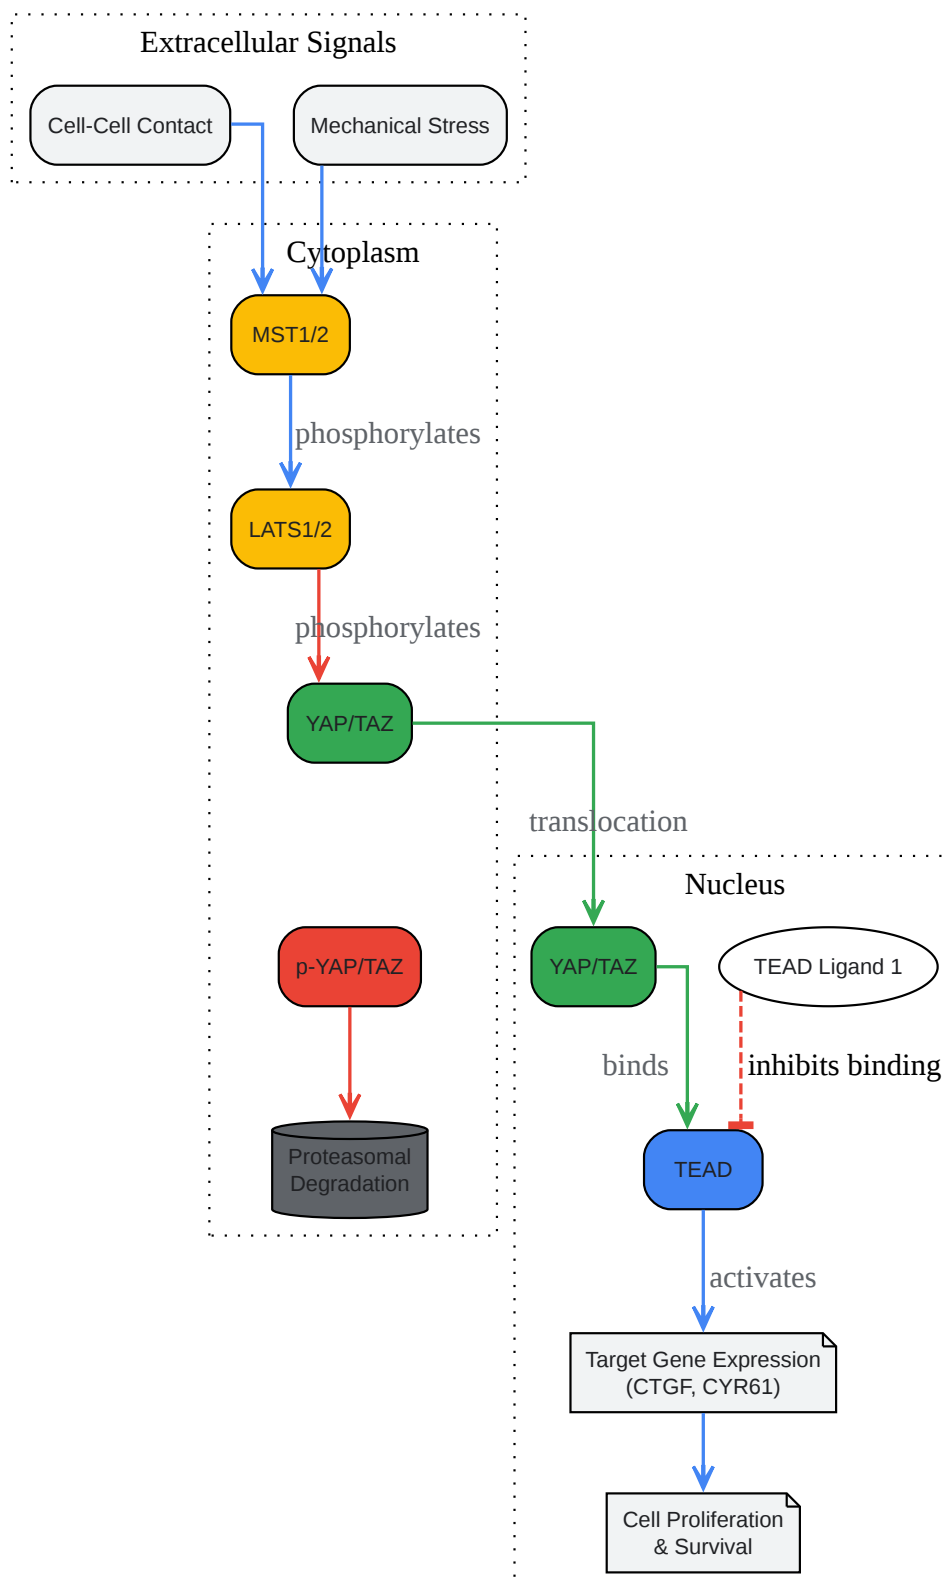 Extracellular Signals
Cell-Cell Contact
Mechanical Stress
Cytoplasm
MST1/2
phosphorylates
LATS1/2
phosphorylates
YAP/TAZ
translocation
Nucleus
p-YAP/TAZ
YAP/TAZ
TEAD Ligand 1
binds
inhibits binding
Proteasomal
Degradation
TEAD
activates
Target Gene Expression
(CTGF, CYR61)
Cell Proliferation
& Survival